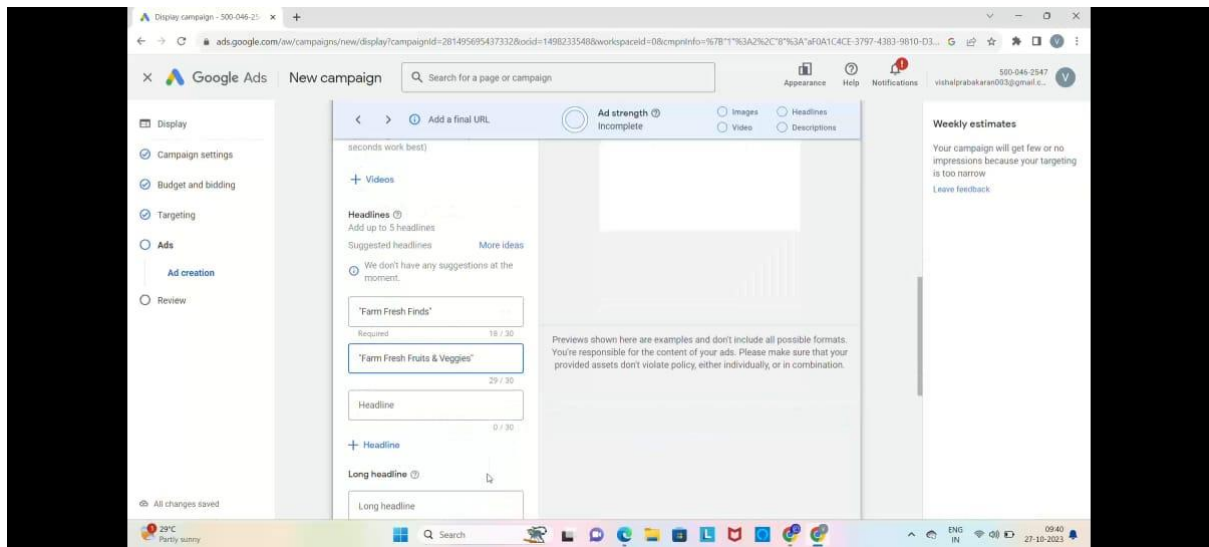 Display campaign - 500-046-25
ads.google.com/aw/campaigns/new/display?campaignId=281495695437332&ocid=1498233548&workspaceId=0&cmpnInfo=%7B"1"%3A2%2C"8"%3A"aF0A1C4CE-3797-4383-9810-D3...
Google Ads
New campaign
Search for a page or campaign
Appearance
Help
Notifications
500-046-2547
vishalprabakaran003@gmail.c...
V
Display
Campaign settings
Budget and bidding
Targeting
Ads
Ad creation
Review
All changes saved
Add a final URL
Ad strength
Incomplete
Images
Headlines
Video
Descriptions
seconds work best)
+ Videos
Headlines
Add up to 5 headlines
Suggested headlines
More ideas
We don't have any suggestions at the
moment.
"Farm Fresh Finds"
Required
18 / 30
"Farm Fresh Fruits & Veggies"
29 / 30
Headline
0 / 30
+ Headline
Long headline
Long headline
Previews shown here are examples and don't include all possible formats.
You're responsible for the content of your ads. Please make sure that your
provided assets don't violate policy, either individually, or in combination.
Weekly estimates
Your campaign will get few or no
impressions because your targeting
is too narrow
Leave feedback
29°C
Partly sunny
Search
ENG
IN
09:40
27-10-2023